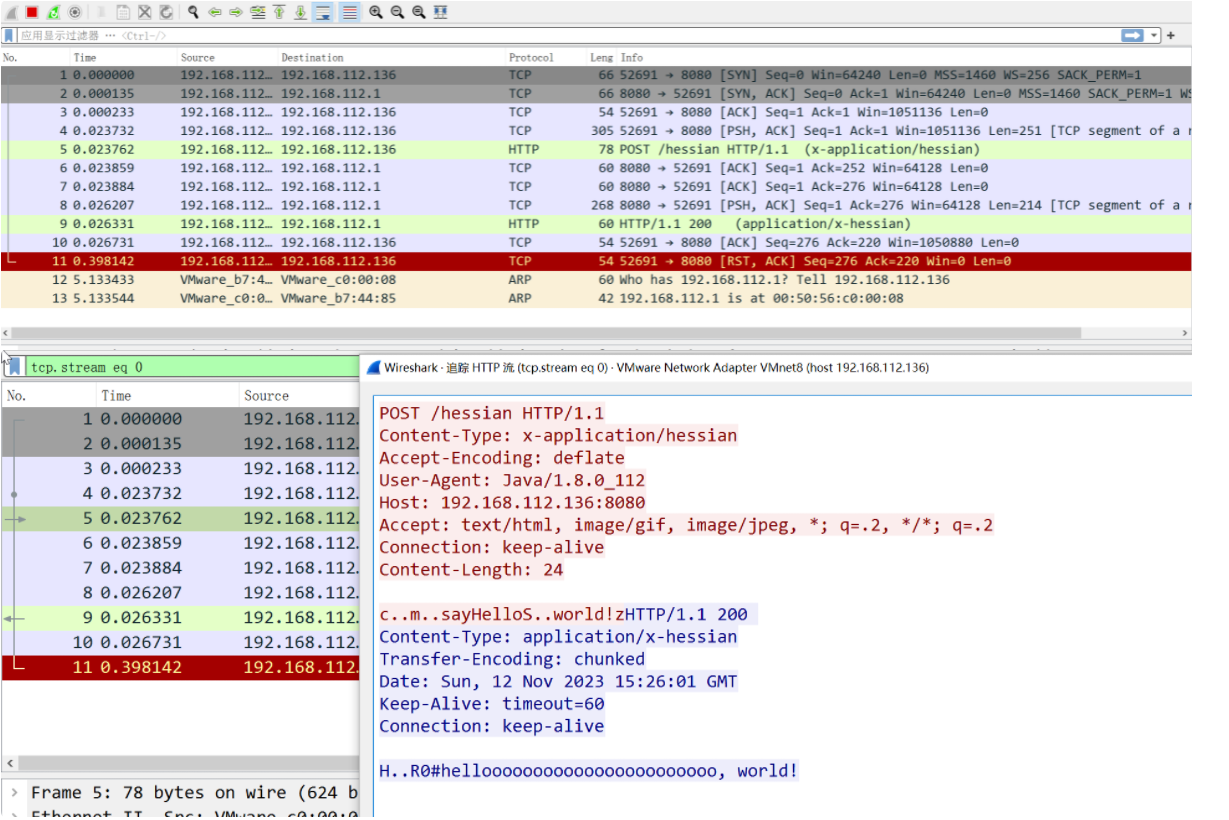 应用显示过滤器 … <Ctrl-/>
No. Time Source Destination Protocol Leng Info
1 0.000000 192.168.112… 192.168.112.136 TCP 66 52691 → 8080 [SYN] Seq=0 Win=64240 Len=0 MSS=1460 WS=256 SACK_PERM=1
2 0.000135 192.168.112… 192.168.112.1 TCP 66 8080 → 52691 [SYN, ACK] Seq=0 Ack=1 Win=64240 Len=0 MSS=1460 SACK_PERM=1 WS
3 0.000233 192.168.112… 192.168.112.136 TCP 54 52691 → 8080 [ACK] Seq=1 Ack=1 Win=1051136 Len=0
4 0.023732 192.168.112… 192.168.112.136 TCP 305 52691 → 8080 [PSH, ACK] Seq=1 Ack=1 Win=1051136 Len=251 [TCP segment of a r
5 0.023762 192.168.112… 192.168.112.136 HTTP 78 POST /hessian HTTP/1.1 (x-application/hessian)
6 0.023859 192.168.112… 192.168.112.1 TCP 60 8080 → 52691 [ACK] Seq=1 Ack=252 Win=64128 Len=0
7 0.023884 192.168.112… 192.168.112.1 TCP 60 8080 → 52691 [ACK] Seq=1 Ack=276 Win=64128 Len=0
8 0.026207 192.168.112… 192.168.112.1 TCP 268 8080 → 52691 [PSH, ACK] Seq=1 Ack=276 Win=64128 Len=214 [TCP segment of a r
9 0.026331 192.168.112… 192.168.112.1 HTTP 60 HTTP/1.1 200 (application/x-hessian)
10 0.026731 192.168.112… 192.168.112.136 TCP 54 52691 → 8080 [ACK] Seq=276 Ack=220 Win=1050880 Len=0
11 0.398142 192.168.112… 192.168.112.136 TCP 54 52691 → 8080 [RST, ACK] Seq=276 Ack=220 Win=0 Len=0
12 5.133433 VMware_b7:4… VMware_c0:00:08 ARP 60 Who has 192.168.112.1? Tell 192.168.112.136
13 5.133544 VMware_c0:0… VMware_b7:44:85 ARP 42 192.168.112.1 is at 00:50:56:c0:00:08
tcp.stream eq 0
No. Time Source
1 0.000000 192.168.112.
2 0.000135 192.168.112.
3 0.000233 192.168.112.
4 0.023732 192.168.112.
5 0.023762 192.168.112.
6 0.023859 192.168.112.
7 0.023884 192.168.112.
8 0.026207 192.168.112.
9 0.026331 192.168.112.
10 0.026731 192.168.112.
11 0.398142 192.168.112.
Frame 5: 78 bytes on wire (624 b
Wireshark · 追踪 HTTP 流 (tcp.stream eq 0) · VMware Network Adapter VMnet8 (host 192.168.112.136)
POST /hessian HTTP/1.1
Content-Type: x-application/hessian
Accept-Encoding: deflate
User-Agent: Java/1.8.0_112
Host: 192.168.112.136:8080
Accept: text/html, image/gif, image/jpeg, *; q=.2, */*; q=.2
Connection: keep-alive
Content-Length: 24
c..m..sayHelloS..world!zHTTP/1.1 200
Content-Type: application/x-hessian
Transfer-Encoding: chunked
Date: Sun, 12 Nov 2023 15:26:01 GMT
Keep-Alive: timeout=60
Connection: keep-alive
H..R0#helloooooooooooooooooooooooo, world!